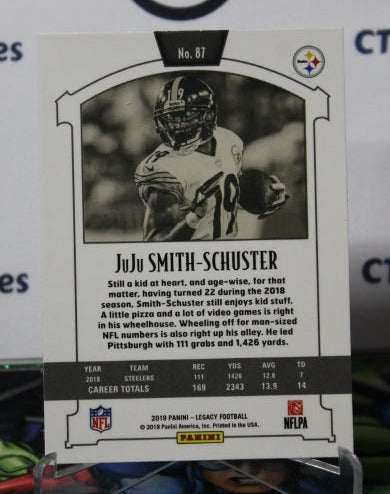 No. 87
Steelers
CT
CT
CT
19
19
JuJu SMITH-SCHUSTER
Still a kid at heart, and age-wise, for that
matter, having turned 22 during the 2018
season, Smith-Schuster still enjoys kid stuff.
A little pizza and a lot of video games is right
in his wheelhouse. Wheeling off for man-sized
NFL numbers is also right up his alley. He led
Pittsburgh with 111 grabs and 1,426 yards.
YEAR TEAM REC YDS AVG TD
2018 STEELERS 111 1426 12.8 7
CAREER TOTALS 169 2343 13.9 14
NFL
2019 PANINI - LEGACY FOOTBALL
© 2019 Panini America, Inc. Printed in the USA.
PANINI
NFLPA